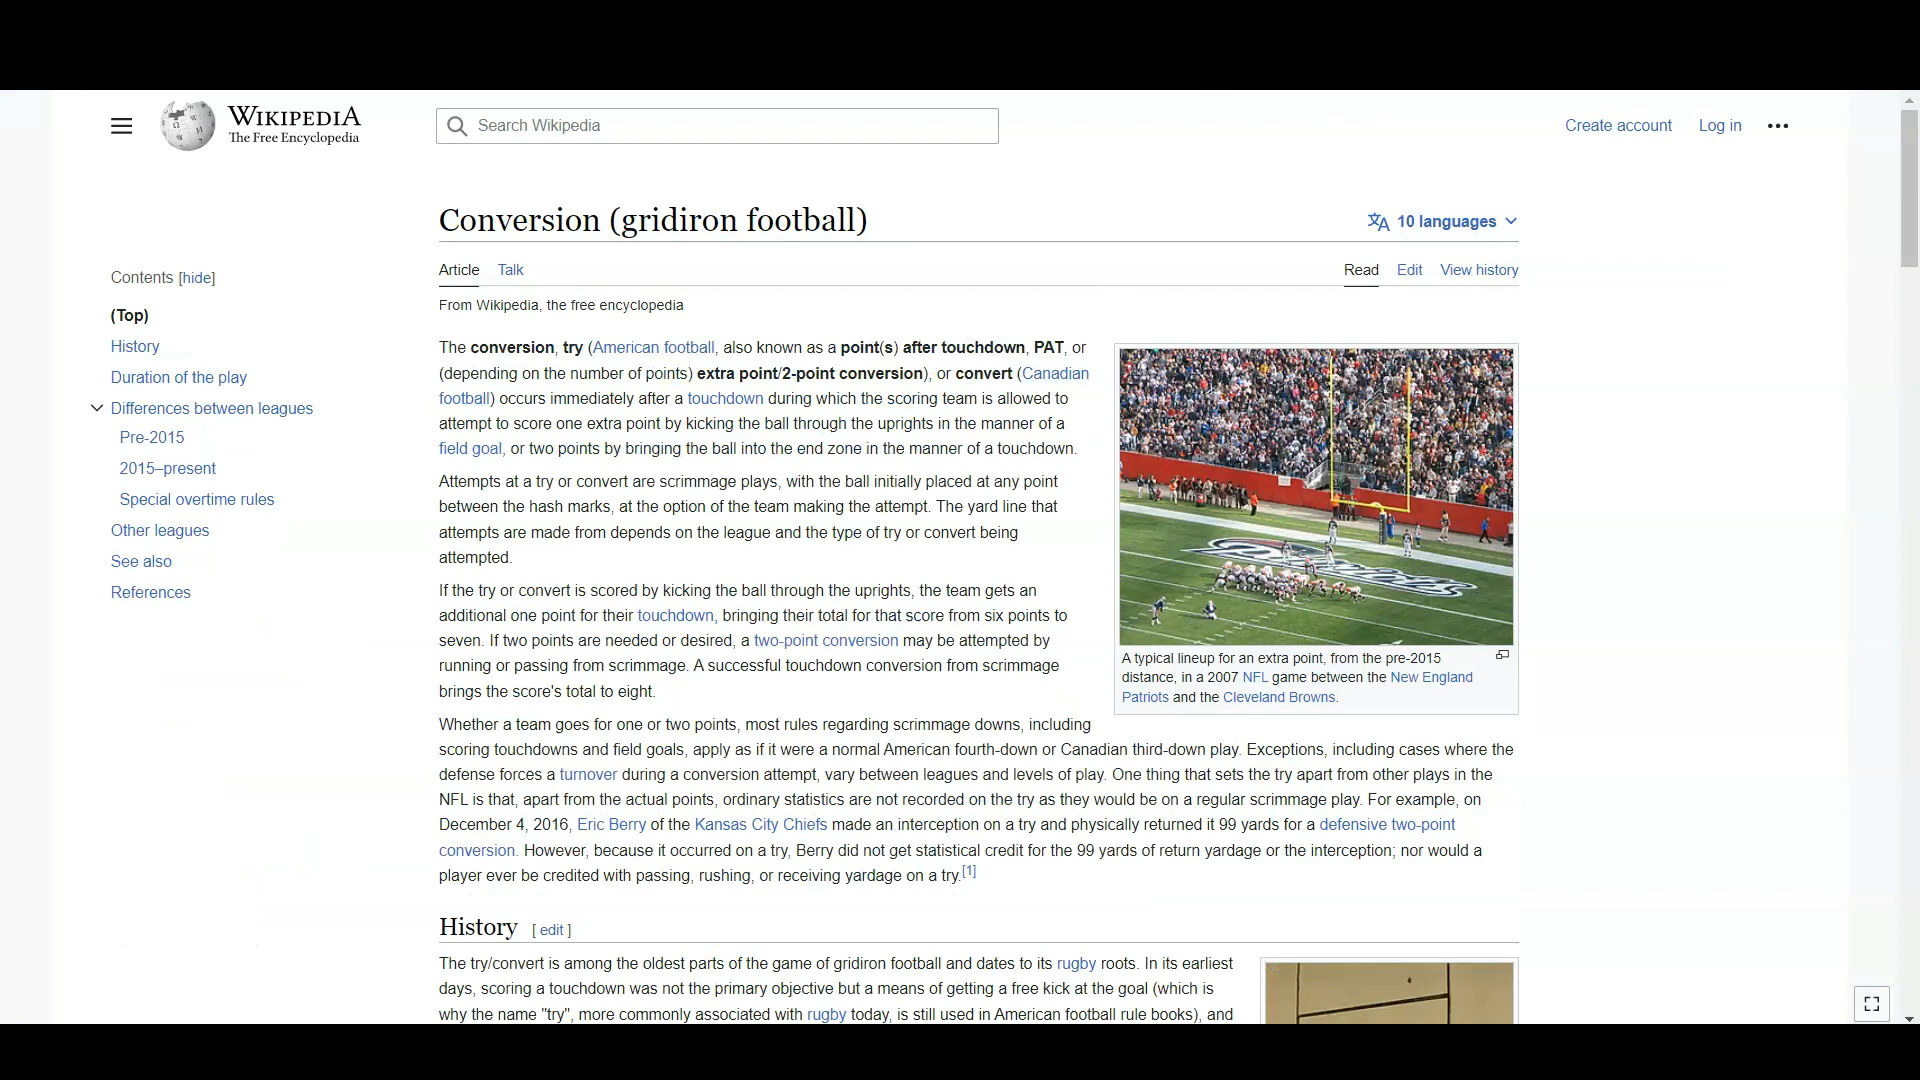 WIKIPEDIA
The Free Encyclopedia
Search Wikipedia
Create account
Log in
Conversion (gridiron football)
10 languages
Contents [hide]
(Top)
History
Duration of the play
Differences between leagues
Pre-2015
2015–present
Special overtime rules
Other leagues
See also
References
Article
Talk
Read
Edit
View history
From Wikipedia, the free encyclopedia
The conversion, try (American football, also known as a point(s) after touchdown, PAT, or
(depending on the number of points) extra point/2-point conversion), or convert (Canadian
football) occurs immediately after a touchdown during which the scoring team is allowed to
attempt to score one extra point by kicking the ball through the uprights in the manner of a
field goal, or two points by bringing the ball into the end zone in the manner of a touchdown.
Attempts at a try or convert are scrimmage plays, with the ball initially placed at any point
between the hash marks, at the option of the team making the attempt. The yard line that
attempts are made from depends on the league and the type of try or convert being
attempted.
If the try or convert is scored by kicking the ball through the uprights, the team gets an
additional one point for their touchdown, bringing their total for that score from six points to
seven. If two points are needed or desired, a two-point conversion may be attempted by
running or passing from scrimmage. A successful touchdown conversion from scrimmage
brings the score's total to eight.
Patriots
A typical lineup for an extra point, from the pre-2015
distance, in a 2007 NFL game between the New England
Patriots and the Cleveland Browns.
Whether a team goes for one or two points, most rules regarding scrimmage downs, including
scoring touchdowns and field goals, apply as if it were a normal American fourth-down or Canadian third-down play. Exceptions, including cases where the
defense forces a turnover during a conversion attempt, vary between leagues and levels of play. One thing that sets the try apart from other plays in the
NFL is that, apart from the actual points, ordinary statistics are not recorded on the try as they would be on a regular scrimmage play. For example, on
December 4, 2016, Eric Berry of the Kansas City Chiefs made an interception on a try and physically returned it 99 yards for a defensive two-point
conversion. However, because it occurred on a try, Berry did not get statistical credit for the 99 yards of return yardage or the interception; nor would a
player ever be credited with passing, rushing, or receiving yardage on a try.[1]
History [ edit ]
The try/convert is among the oldest parts of the game of gridiron football and dates to its rugby roots. In its earliest
days, scoring a touchdown was not the primary objective but a means of getting a free kick at the goal (which is
why the name "try", more commonly associated with rugby today, is still used in American football rule books), and